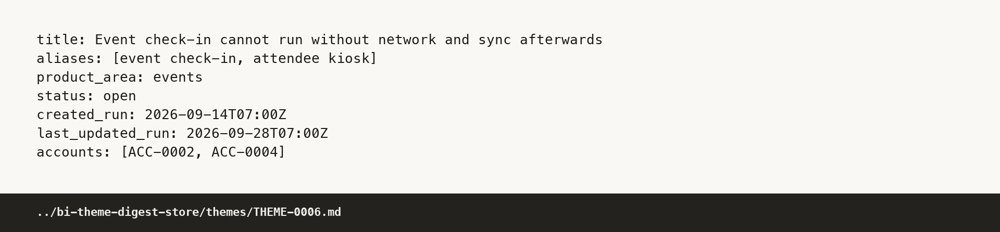 title: Event check-in cannot run without network and sync afterwards
aliases: [event check-in, attendee kiosk]
product_area: events
status: open
created_run: 2026-09-14T07:00Z
last_updated_run: 2026-09-28T07:00Z
accounts: [ACC-0002, ACC-0004]
../bi-theme-digest-store/themes/THEME-0006.md